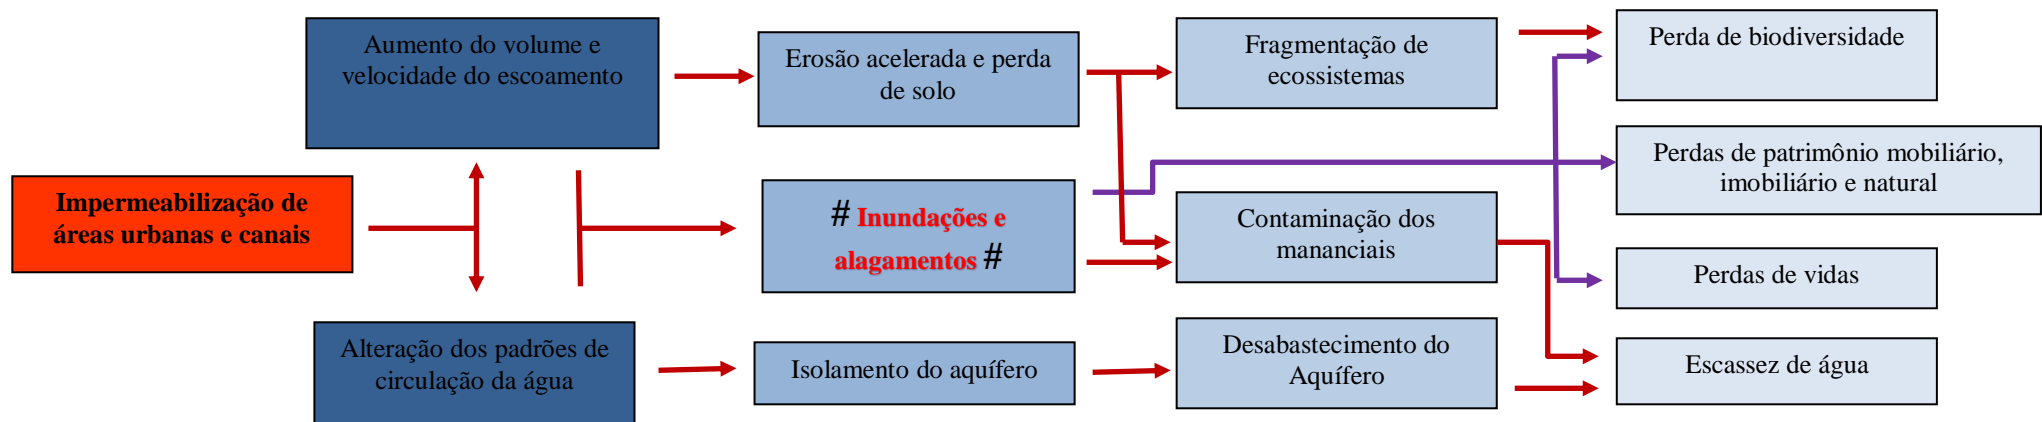 Impermeabilização de
áreas urbanas e canais
Aumento do volume e
velocidade do escoamento
Alteração dos padrões de
circulação da água
Erosão acelerada e perda
de solo
# Inundações e
alagamentos #
Isolamento do aquífero
Fragmentação de
ecossistemas
Contaminação dos
mananciais
Desabastecimento do
Aquífero
Perda de biodiversidade
Perdas de patrimônio mobiliário,
imobiliário e natural
Perdas de vidas
Escassez de água